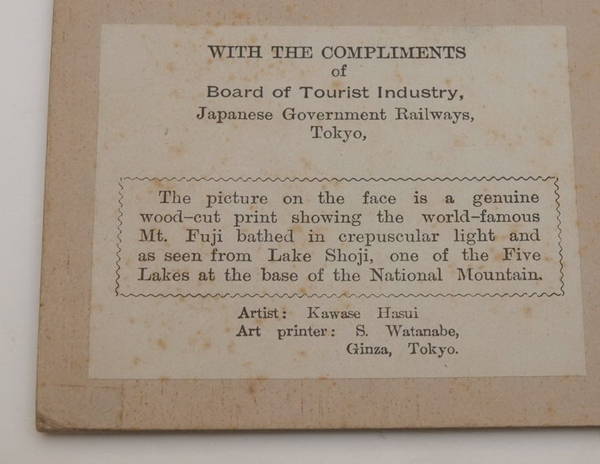 WITH THE COMPLIMENTS
of
Board of Tourist Industry,
Japanese Government Railways,
Tokyo,
The picture on the face is a genuine
wood-cut print showing the world-famous
Mt. Fuji bathed in crepuscular light and
as seen from Lake Shoji, one of the Five
Lakes at the base of the National Mountain.
Artist: Kawase Hasui
Art printer: S. Watanabe,
Ginza, Tokyo.